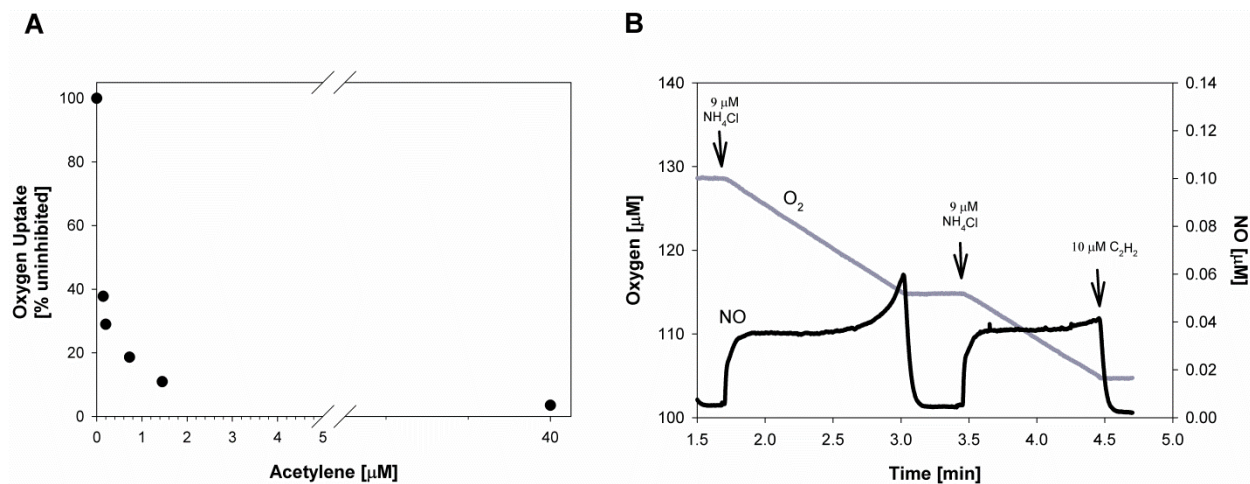 A
Oxygen Uptake
[% uninhibited]
100
80
60
40
20
0
0
1
2
3
4
5
40
Acetylene [μM]
B
Oxygen [μM]
140
130
120
110
100
9 μM
NH₄Cl
O₂
NO
9 μM
NH₄Cl
10 μM C₂H₂
0.14
0.12
0.10
0.08
0.06
0.04
0.02
0.00
NO [μM]
1.5
2.0
2.5
3.0
3.5
4.0
4.5
5.0
Time [min]